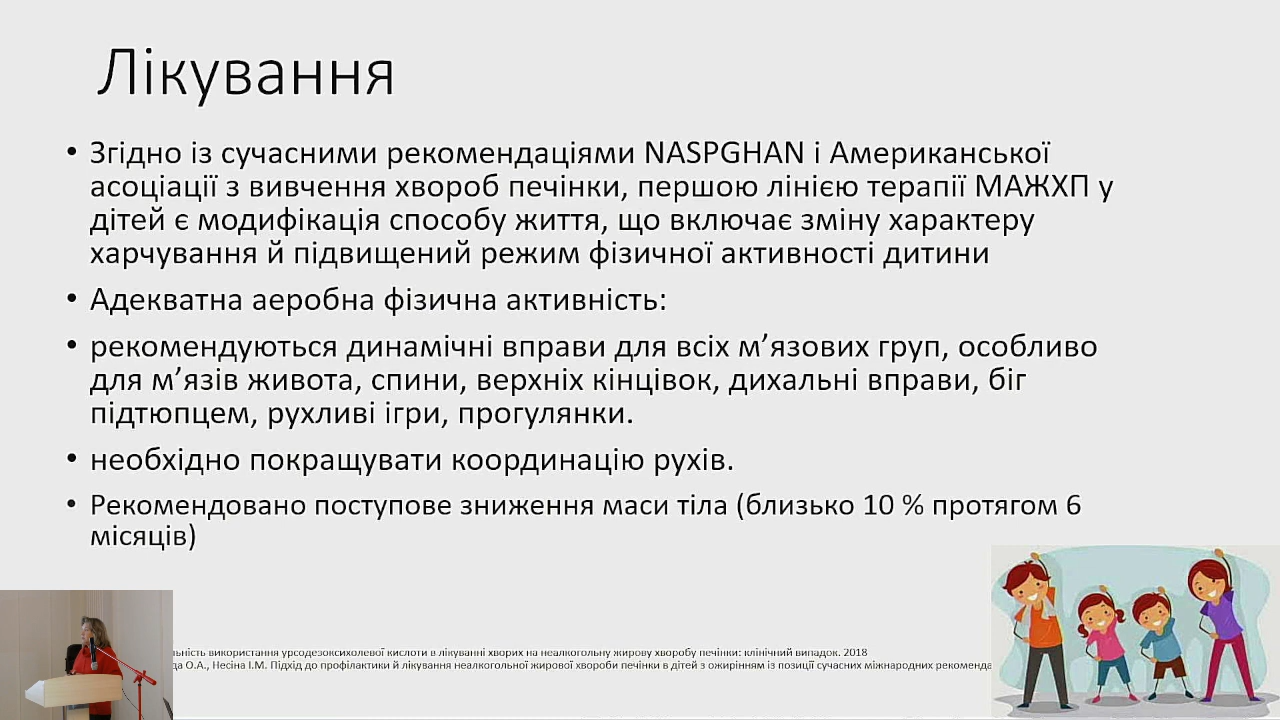 Лікування
• Згідно із сучасними рекомендаціями NASPGHAN і Американської
асоціації з вивчення хвороб печінки, першою лінією терапії МАЖХП у
дітей є модифікація способу життя, що включає зміну характеру
харчування й підвищений режим фізичної активності дитини
• Адекватна аеробна фізична активність:
• рекомендуються динамічні вправи для всіх м’язових груп, особливо
для м’язів живота, спини, верхніх кінцівок, дихальні вправи, біг
підтюпцем, рухливі ігри, прогулянки.
• необхідно покращувати координацію рухів.
• Рекомендовано поступове зниження маси тіла (близько 10 % протягом 6
місяців)
використання урсодезоксихолевої кислоти в лікуванні хворих на неалкогольну жирову хворобу печінки: клінічний випадок. 2018
О.А., Несіна І.М. Підхід до профілактики й лікування неалкогольної жирової хвороби печінки в дітей з ожирінням із позиції сучасних міжнародних